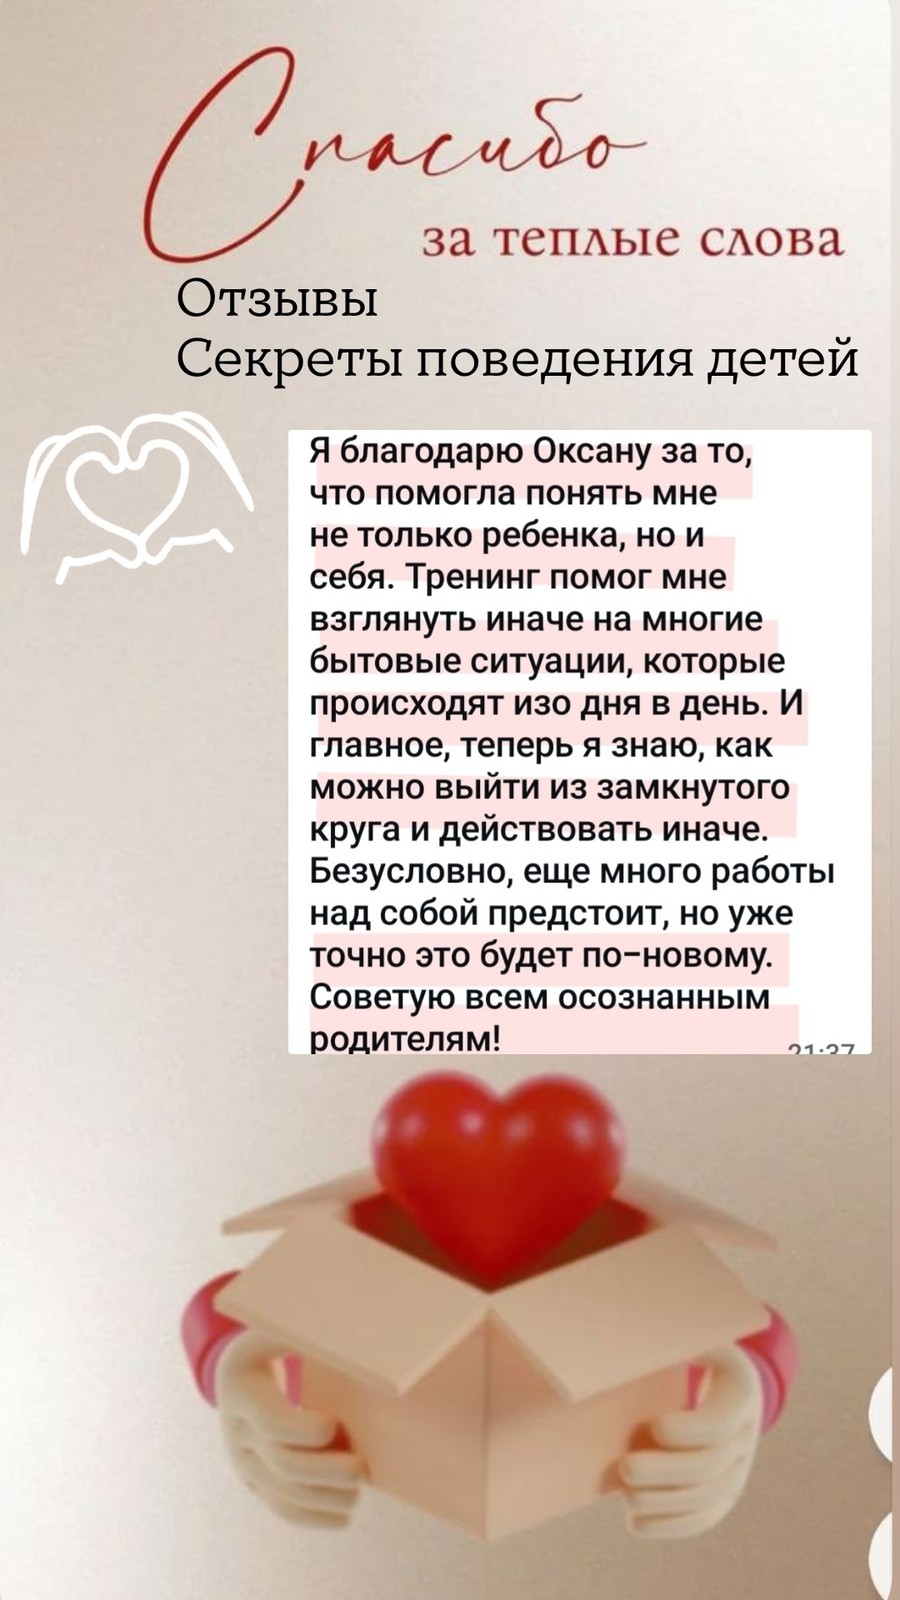 Спасибо
за теплые слова
Отзывы
Секреты поведения детей
Я благодарю Оксану за то,
что помогла понять мне
не только ребенка, но и
себя. Тренинг помог мне
взглянуть иначе на многие
бытовые ситуации, которые
происходят изо дня в день. И
главное, теперь я знаю, как
можно выйти из замкнутого
круга и действовать иначе.
Безусловно, еще много работы
над собой предстоит, но уже
точно это будет по-новому.
Советую всем осознанным
родителям!
21:37